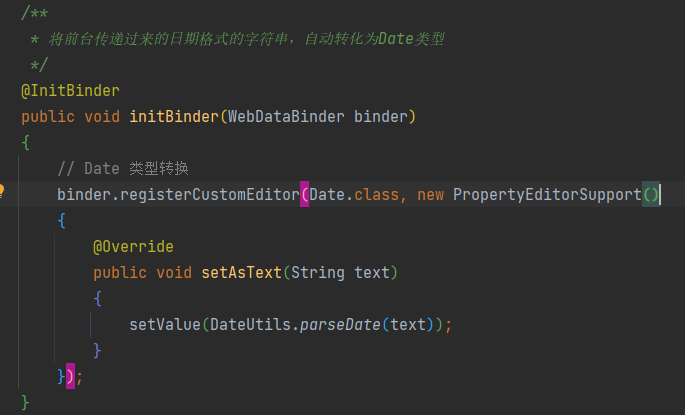 /**
 * 将前台传递过来的日期格式的字符串，自动转化为Date类型
 */
@InitBinder
public void initBinder(WebDataBinder binder)
{
    // Date 类型转换
    binder.registerCustomEditor(Date.class, new PropertyEditorSupport()
    {
        @Override
        public void setAsText(String text)
        {
            setValue(DateUtils.parseDate(text));
        }
    });
}